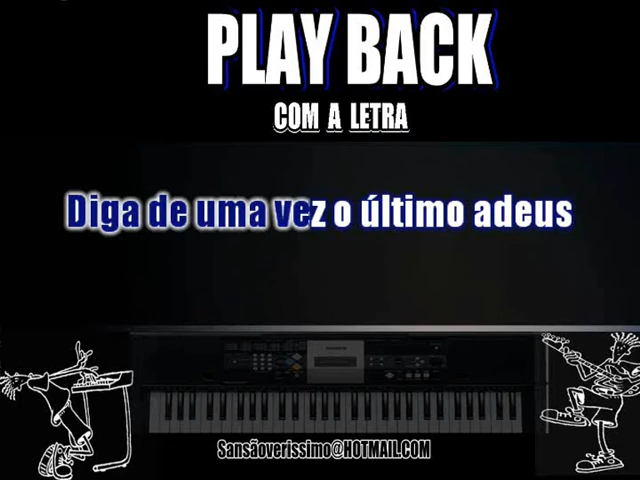 PLAY BACK
COM A LETRA
Diga de uma vez o último adeus
Sansãoverissimo@HOTMAIL.COM